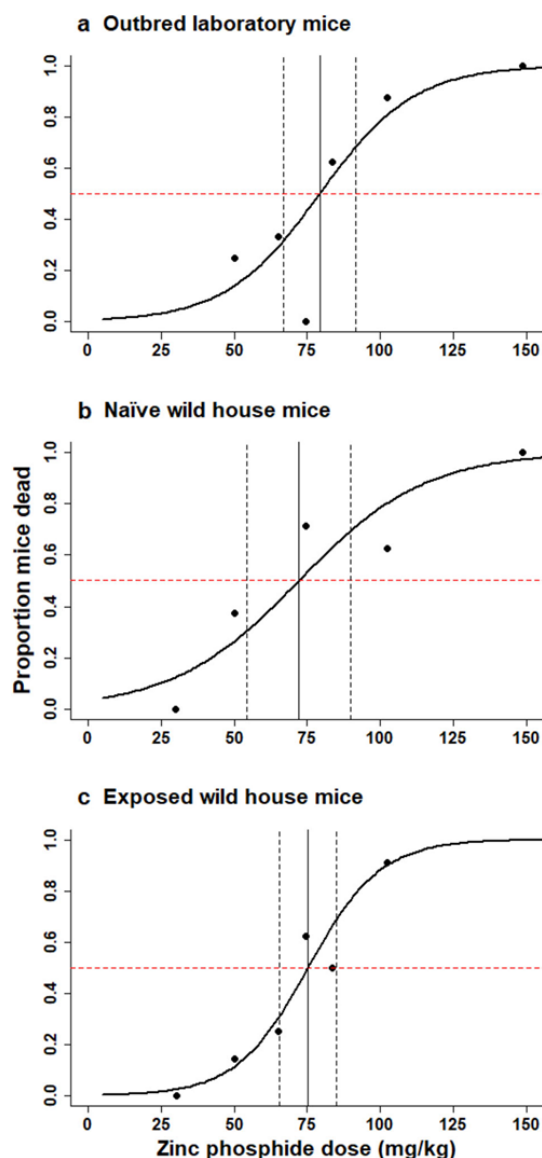 a Outbred laboratory mice
1.0
0.8
0.6
0.4
0.2
0.0
0 25 50 75 100 125 150
b Naïve wild house mice
Proportion mice dead
1.0
0.8
0.6
0.4
0.2
0.0
0 25 50 75 100 125 150
c Exposed wild house mice
1.0
0.8
0.6
0.4
0.2
0.0
0 25 50 75 100 125 150
Zinc phosphide dose (mg/kg)